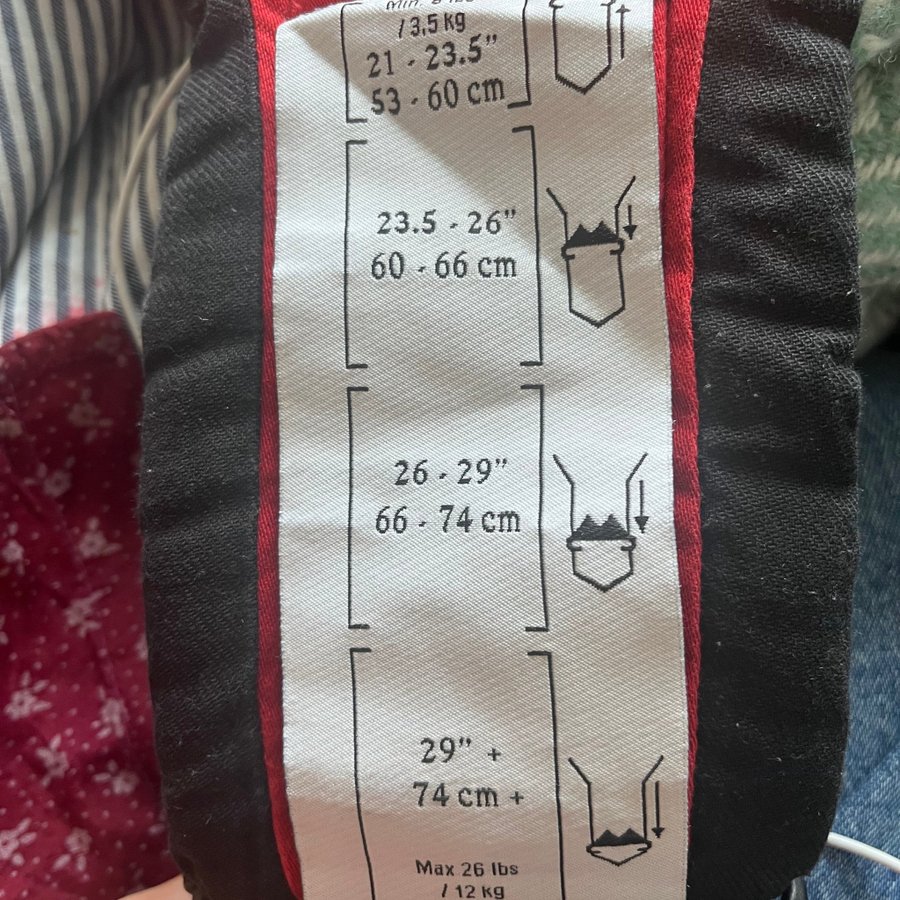 / 3,5 kg
21 - 23.5"
53 - 60 cm
23.5 - 26"
60 - 66 cm
26 - 29"
66 - 74 cm
29" +
74 cm +
Max 26 lbs
/ 12 kg